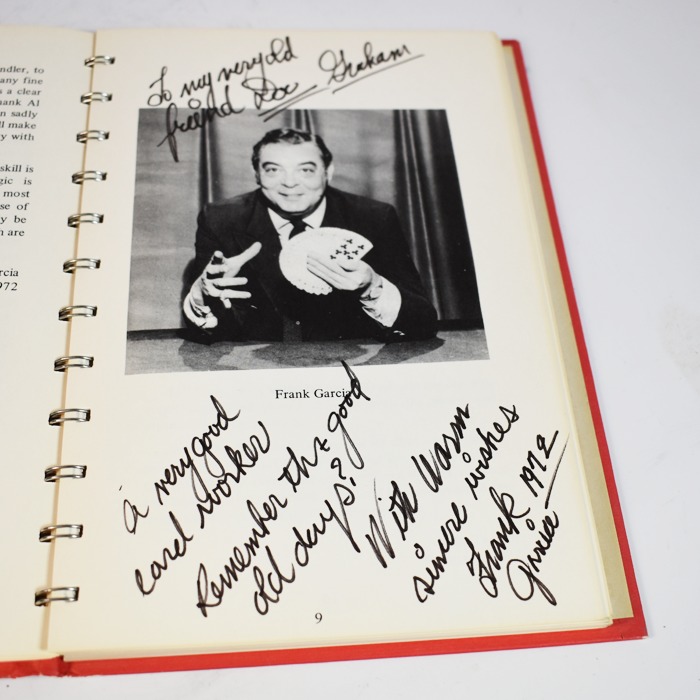 ndler, to
any fine
s a clear
hank Al
n sadly
ll make
y with
skill is
gic is
most
se of
y be
n are
rcia
972
To my very old
friend Doc Graham
Frank Garcia
a very good
card worker
Remember the good
old days?
With Warm
sincere wishes
Frank 1972
Garcia
9